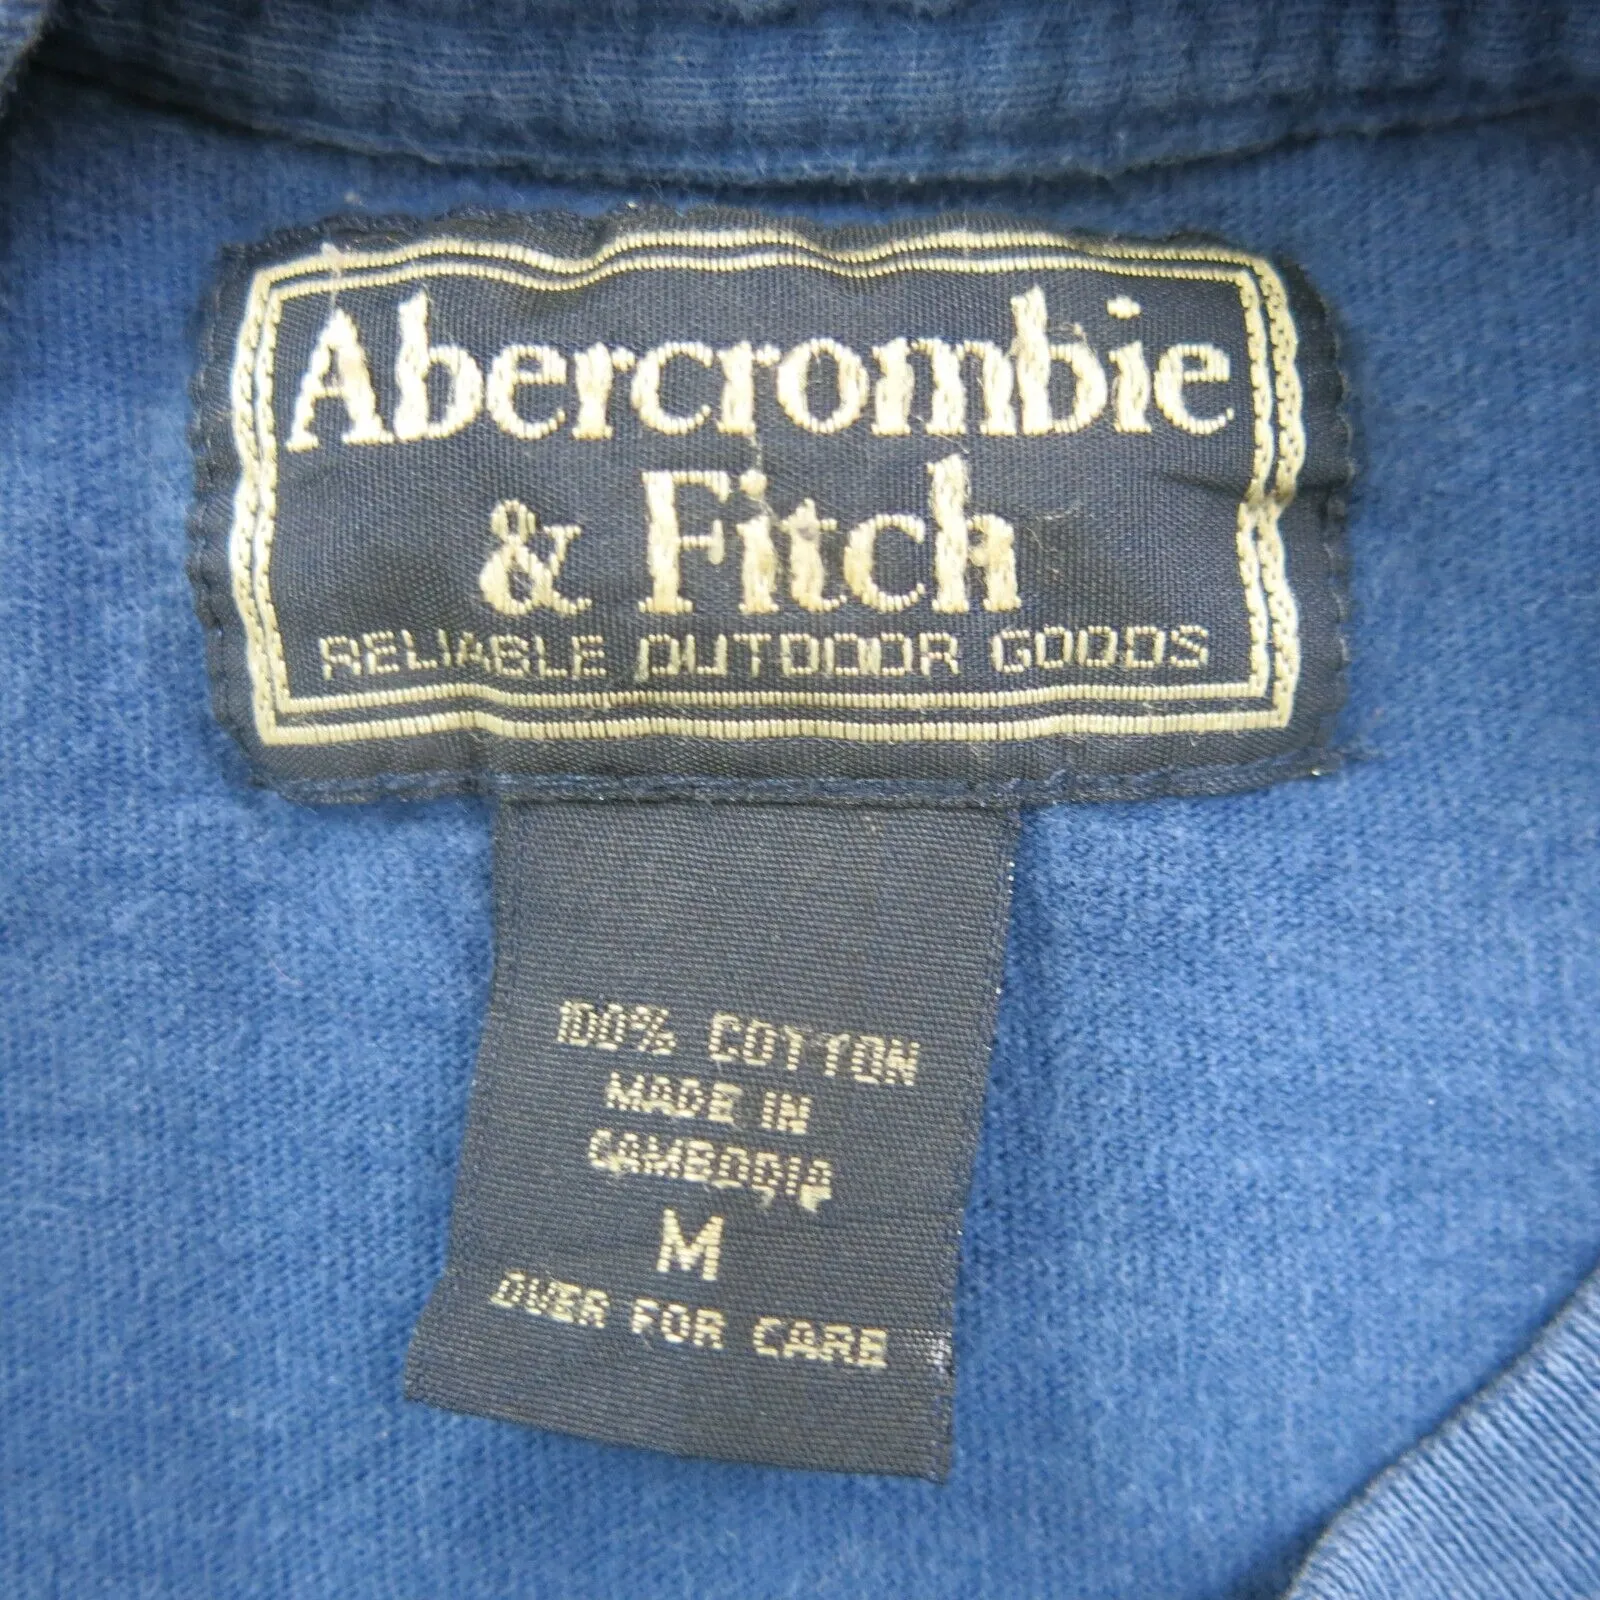 Abercrombie
& Fitch
RELIABLE OUTDOOR GOODS
100% COTTON
MADE IN
CAMBODIA
M
OVER FOR CARE